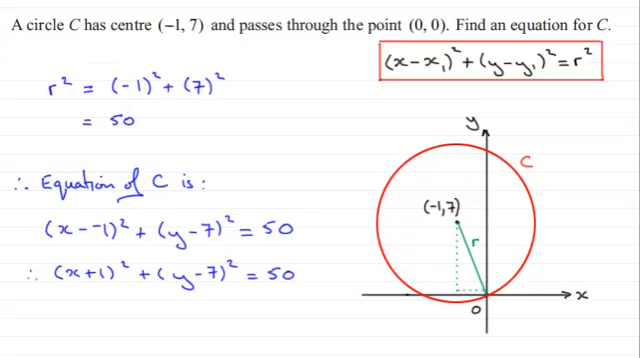 A circle C has centre (−1, 7) and passes through the point (0, 0). Find an equation for C.
(x−x₁)² + (y−y₁)² = r²
r² = (−1)² + (7)²
= 50
∴ Equation of C is:
(x−−1)² + (y−7)² = 50
∴ (x+1)² + (y−7)² = 50
y
C
(−1,7)
r
x
0